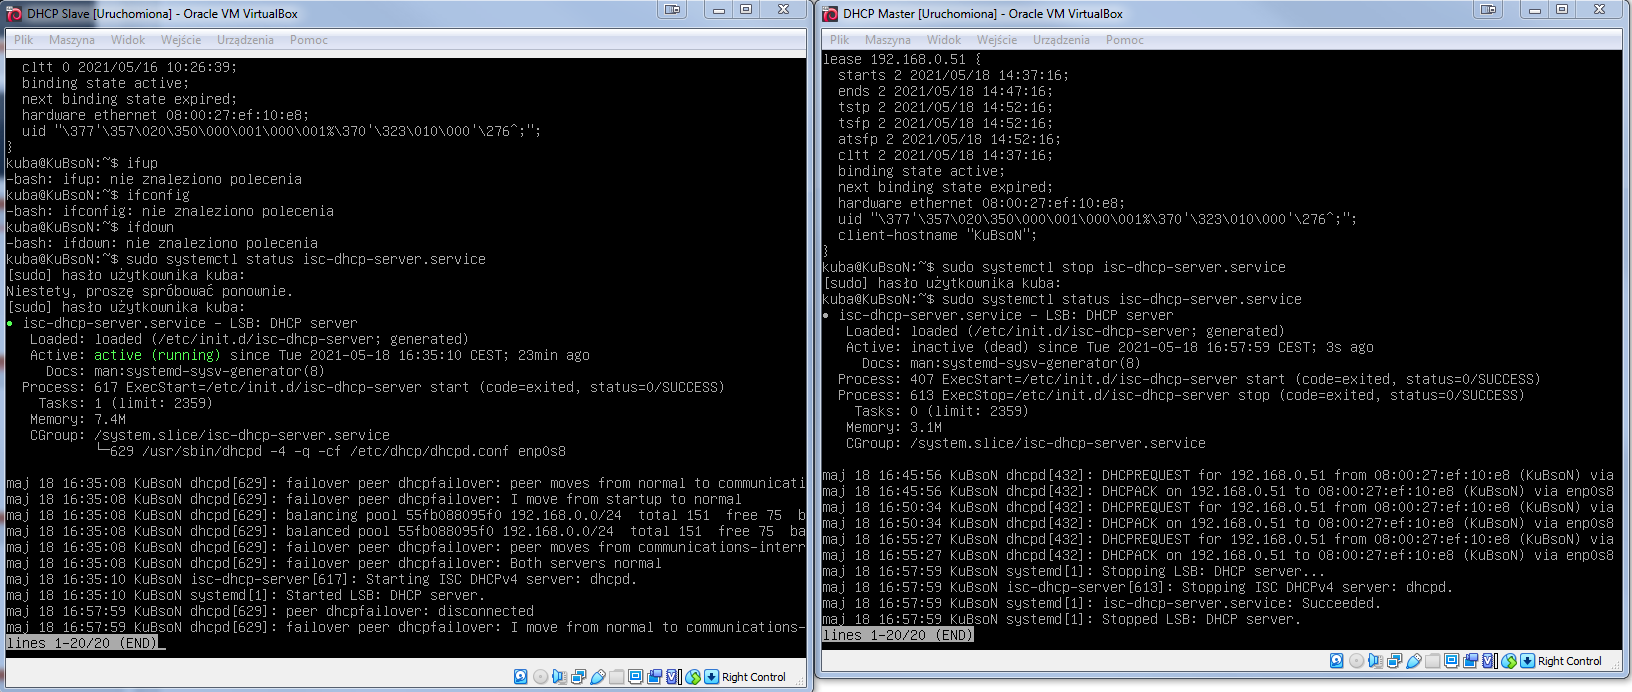 DHCP Slave [Uruchomiona] - Oracle VM VirtualBox
Plik Maszyna Widok Wejście Urządzenia Pomoc
  cltt 0 2021/05/16 10:26:39;
  binding state active;
  next binding state expired;
  hardware ethernet 08:00:27:ef:10:e8;
  uid "\377'\357\020\350\000\001\000\001%\370'\323\010\000'\276^;";
}
kuba@KuBsoN:~$ ifup
-bash: ifup: nie znaleziono polecenia
kuba@KuBsoN:~$ ifconfig
-bash: ifconfig: nie znaleziono polecenia
kuba@KuBsoN:~$ ifdown
-bash: ifdown: nie znaleziono polecenia
kuba@KuBsoN:~$ sudo systemctl status isc-dhcp-server.service
[sudo] hasło użytkownika kuba:
Niestety, proszę spróbować ponownie.
[sudo] hasło użytkownika kuba:
● isc-dhcp-server.service - LSB: DHCP server
   Loaded: loaded (/etc/init.d/isc-dhcp-server; generated)
   Active: active (running) since Tue 2021-05-18 16:35:10 CEST; 23min ago
     Docs: man:systemd-sysv-generator(8)
  Process: 617 ExecStart=/etc/init.d/isc-dhcp-server start (code=exited, status=0/SUCCESS)
    Tasks: 1 (limit: 2359)
   Memory: 7.4M
   CGroup: /system.slice/isc-dhcp-server.service
           └─629 /usr/sbin/dhcpd -4 -q -cf /etc/dhcp/dhcpd.conf enp0s8
maj 18 16:35:08 KuBsoN dhcpd[629]: failover peer dhcpfailover: peer moves from normal to communicati
maj 18 16:35:08 KuBsoN dhcpd[629]: failover peer dhcpfailover: I move from startup to normal
maj 18 16:35:08 KuBsoN dhcpd[629]: balancing pool 55fb088095f0 192.168.0.0/24  total 151  free 75  b
maj 18 16:35:08 KuBsoN dhcpd[629]: balanced pool 55fb088095f0 192.168.0.0/24  total 151  free 75  ba
maj 18 16:35:08 KuBsoN dhcpd[629]: failover peer dhcpfailover: peer moves from communications-interr
maj 18 16:35:08 KuBsoN dhcpd[629]: failover peer dhcpfailover: Both servers normal
maj 18 16:35:10 KuBsoN isc-dhcp-server[617]: Starting ISC DHCPv4 server: dhcpd.
maj 18 16:35:10 KuBsoN systemd[1]: Started LSB: DHCP server.
maj 18 16:57:59 KuBsoN dhcpd[629]: peer dhcpfailover: disconnected
maj 18 16:57:59 KuBsoN dhcpd[629]: failover peer dhcpfailover: I move from normal to communications-
lines 1-20/20 (END)
Right Control
DHCP Master [Uruchomiona] - Oracle VM VirtualBox
Plik Maszyna Widok Wejście Urządzenia Pomoc
lease 192.168.0.51 {
  starts 2 2021/05/18 14:37:16;
  ends 2 2021/05/18 14:47:16;
  tstp 2 2021/05/18 14:52:16;
  tsfp 2 2021/05/18 14:52:16;
  atsfp 2 2021/05/18 14:52:16;
  cltt 2 2021/05/18 14:37:16;
  binding state active;
  next binding state expired;
  hardware ethernet 08:00:27:ef:10:e8;
  uid "\377'\357\020\350\000\001\000\001%\370'\323\010\000'\276^;";
  client-hostname "KuBsoN";
}
kuba@KuBsoN:~$ sudo systemctl stop isc-dhcp-server.service
[sudo] hasło użytkownika kuba:
kuba@KuBsoN:~$ sudo systemctl status isc-dhcp-server.service
● isc-dhcp-server.service - LSB: DHCP server
   Loaded: loaded (/etc/init.d/isc-dhcp-server; generated)
   Active: inactive (dead) since Tue 2021-05-18 16:57:59 CEST; 3s ago
     Docs: man:systemd-sysv-generator(8)
  Process: 407 ExecStart=/etc/init.d/isc-dhcp-server start (code=exited, status=0/SUCCESS)
  Process: 613 ExecStop=/etc/init.d/isc-dhcp-server stop (code=exited, status=0/SUCCESS)
    Tasks: 0 (limit: 2359)
   Memory: 3.1M
   CGroup: /system.slice/isc-dhcp-server.service
maj 18 16:45:56 KuBsoN dhcpd[432]: DHCPREQUEST for 192.168.0.51 from 08:00:27:ef:10:e8 (KuBsoN) via
maj 18 16:45:56 KuBsoN dhcpd[432]: DHCPACK on 192.168.0.51 to 08:00:27:ef:10:e8 (KuBsoN) via enp0s8
maj 18 16:50:34 KuBsoN dhcpd[432]: DHCPREQUEST for 192.168.0.51 from 08:00:27:ef:10:e8 (KuBsoN) via
maj 18 16:50:34 KuBsoN dhcpd[432]: DHCPACK on 192.168.0.51 to 08:00:27:ef:10:e8 (KuBsoN) via enp0s8
maj 18 16:55:27 KuBsoN dhcpd[432]: DHCPREQUEST for 192.168.0.51 from 08:00:27:ef:10:e8 (KuBsoN) via
maj 18 16:55:27 KuBsoN dhcpd[432]: DHCPACK on 192.168.0.51 to 08:00:27:ef:10:e8 (KuBsoN) via enp0s8
maj 18 16:57:59 KuBsoN systemd[1]: Stopping LSB: DHCP server...
maj 18 16:57:59 KuBsoN isc-dhcp-server[613]: Stopping ISC DHCPv4 server: dhcpd.
maj 18 16:57:59 KuBsoN systemd[1]: isc-dhcp-server.service: Succeeded.
maj 18 16:57:59 KuBsoN systemd[1]: Stopped LSB: DHCP server.
lines 1-20/20 (END)
Right Control